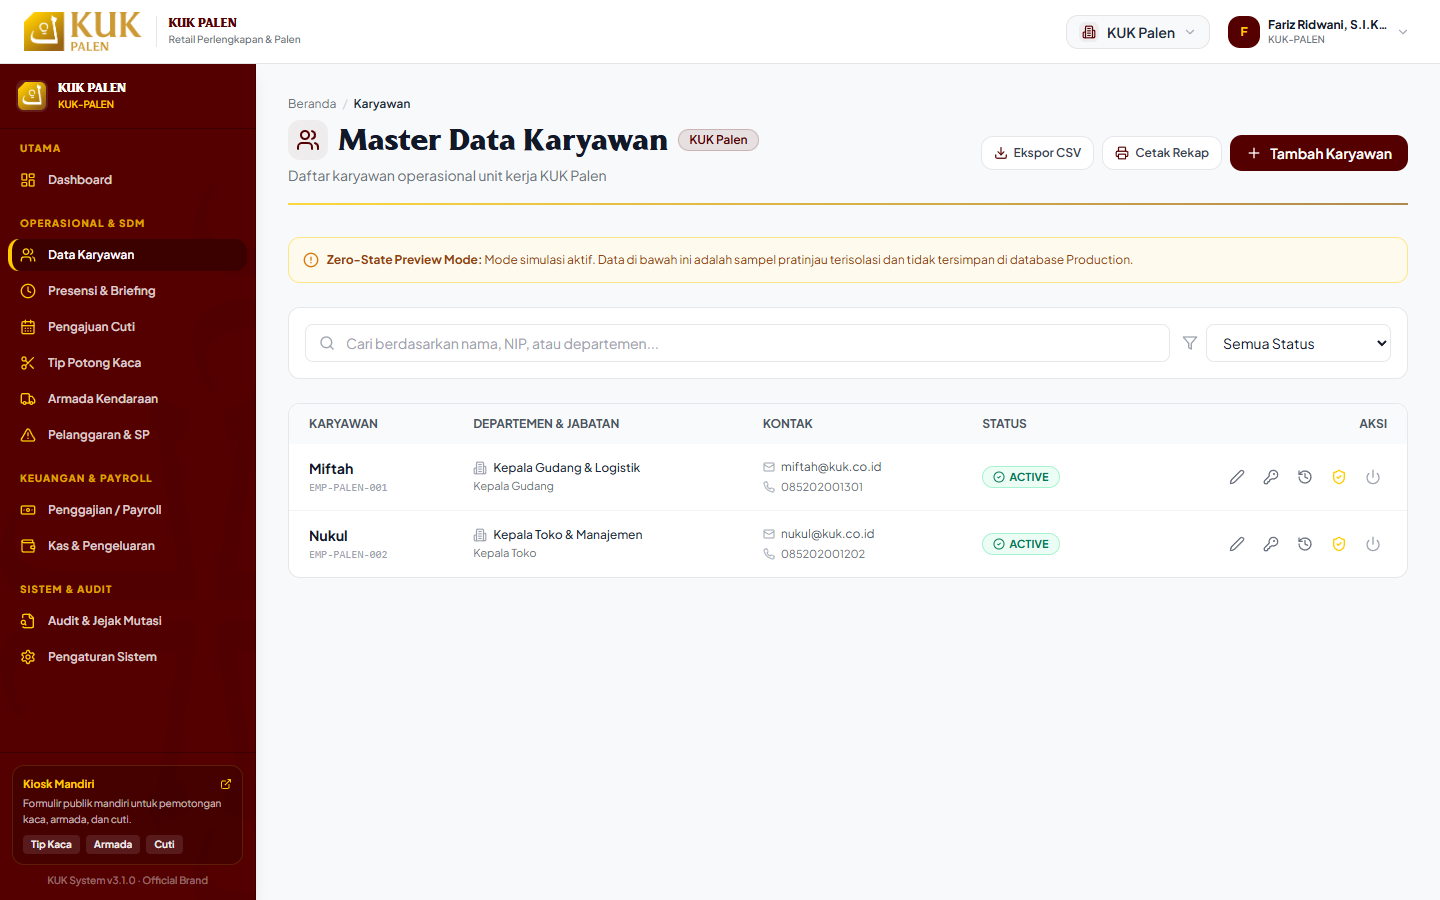 KUK
PALEN
KUK PALEN
Retail Perlengkapan & Palen
KUK Palen
F
Fariz Ridwani, S.I.K...
KUK-PALEN
KUK PALEN
KUK-PALEN
UTAMA
Dashboard
OPERASIONAL & SDM
Data Karyawan
Presensi & Briefing
Pengajuan Cuti
Tip Potong Kaca
Armada Kendaraan
Pelanggaran & SP
KEUANGAN & PAYROLL
Penggajian / Payroll
Kas & Pengeluaran
SISTEM & AUDIT
Audit & Jejak Mutasi
Pengaturan Sistem
Kiosk Mandiri
Formulir publik mandiri untuk pemotongan
kaca, armada, dan cuti.
Tip Kaca Armada Cuti
KUK System v3.1.0 · Official Brand
Beranda / Karyawan
Master Data Karyawan KUK Palen
Daftar karyawan operasional unit kerja KUK Palen
Ekspor CSV Cetak Rekap + Tambah Karyawan
Zero-State Preview Mode: Mode simulasi aktif. Data di bawah ini adalah sampel pratinjau terisolasi dan tidak tersimpan di database Production.
Cari berdasarkan nama, NIP, atau departemen... Semua Status
KARYAWAN DEPARTEMEN & JABATAN KONTAK STATUS AKSI
Miftah Kepala Gudang & Logistik miftah@kuk.co.id ACTIVE
EMP-PALEN-001 Kepala Gudang 085202001301
Nukul Kepala Toko & Manajemen nukul@kuk.co.id ACTIVE
EMP-PALEN-002 Kepala Toko 085202001202